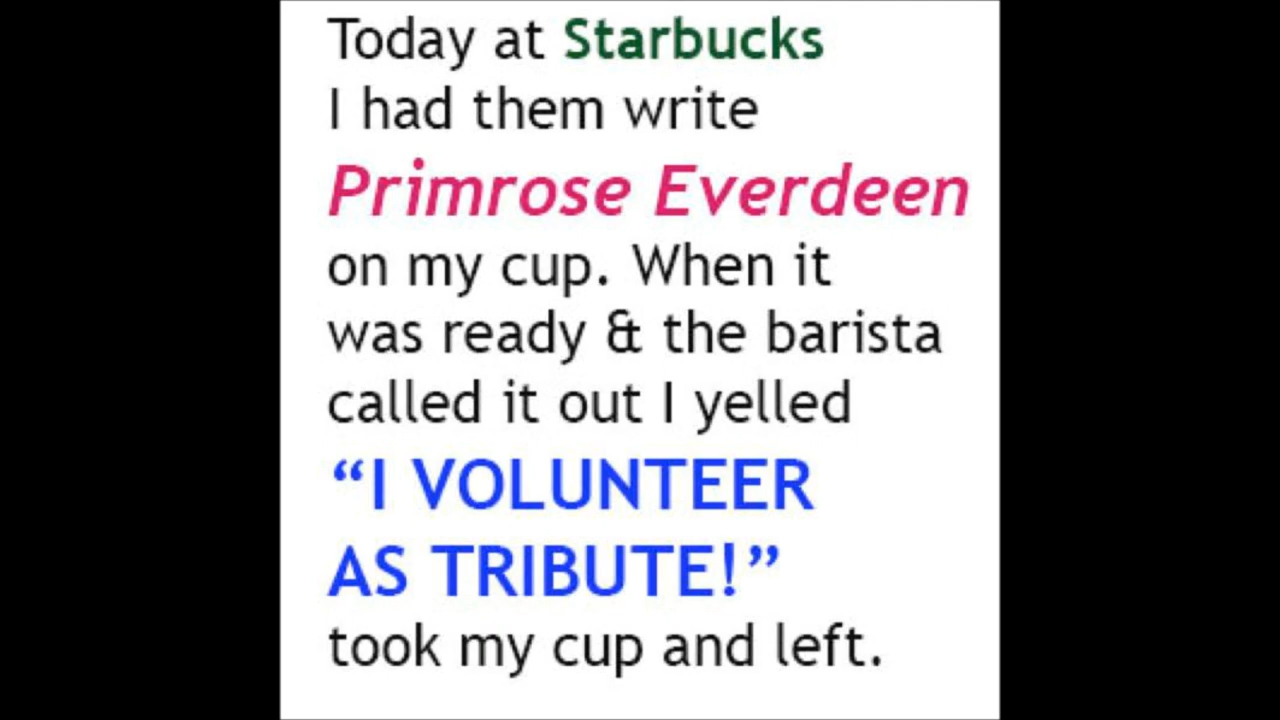 Today at Starbucks
I had them write
Primrose Everdeen
on my cup. When it
was ready & the barista
called it out I yelled
“I VOLUNTEER
AS TRIBUTE!”
took my cup and left.